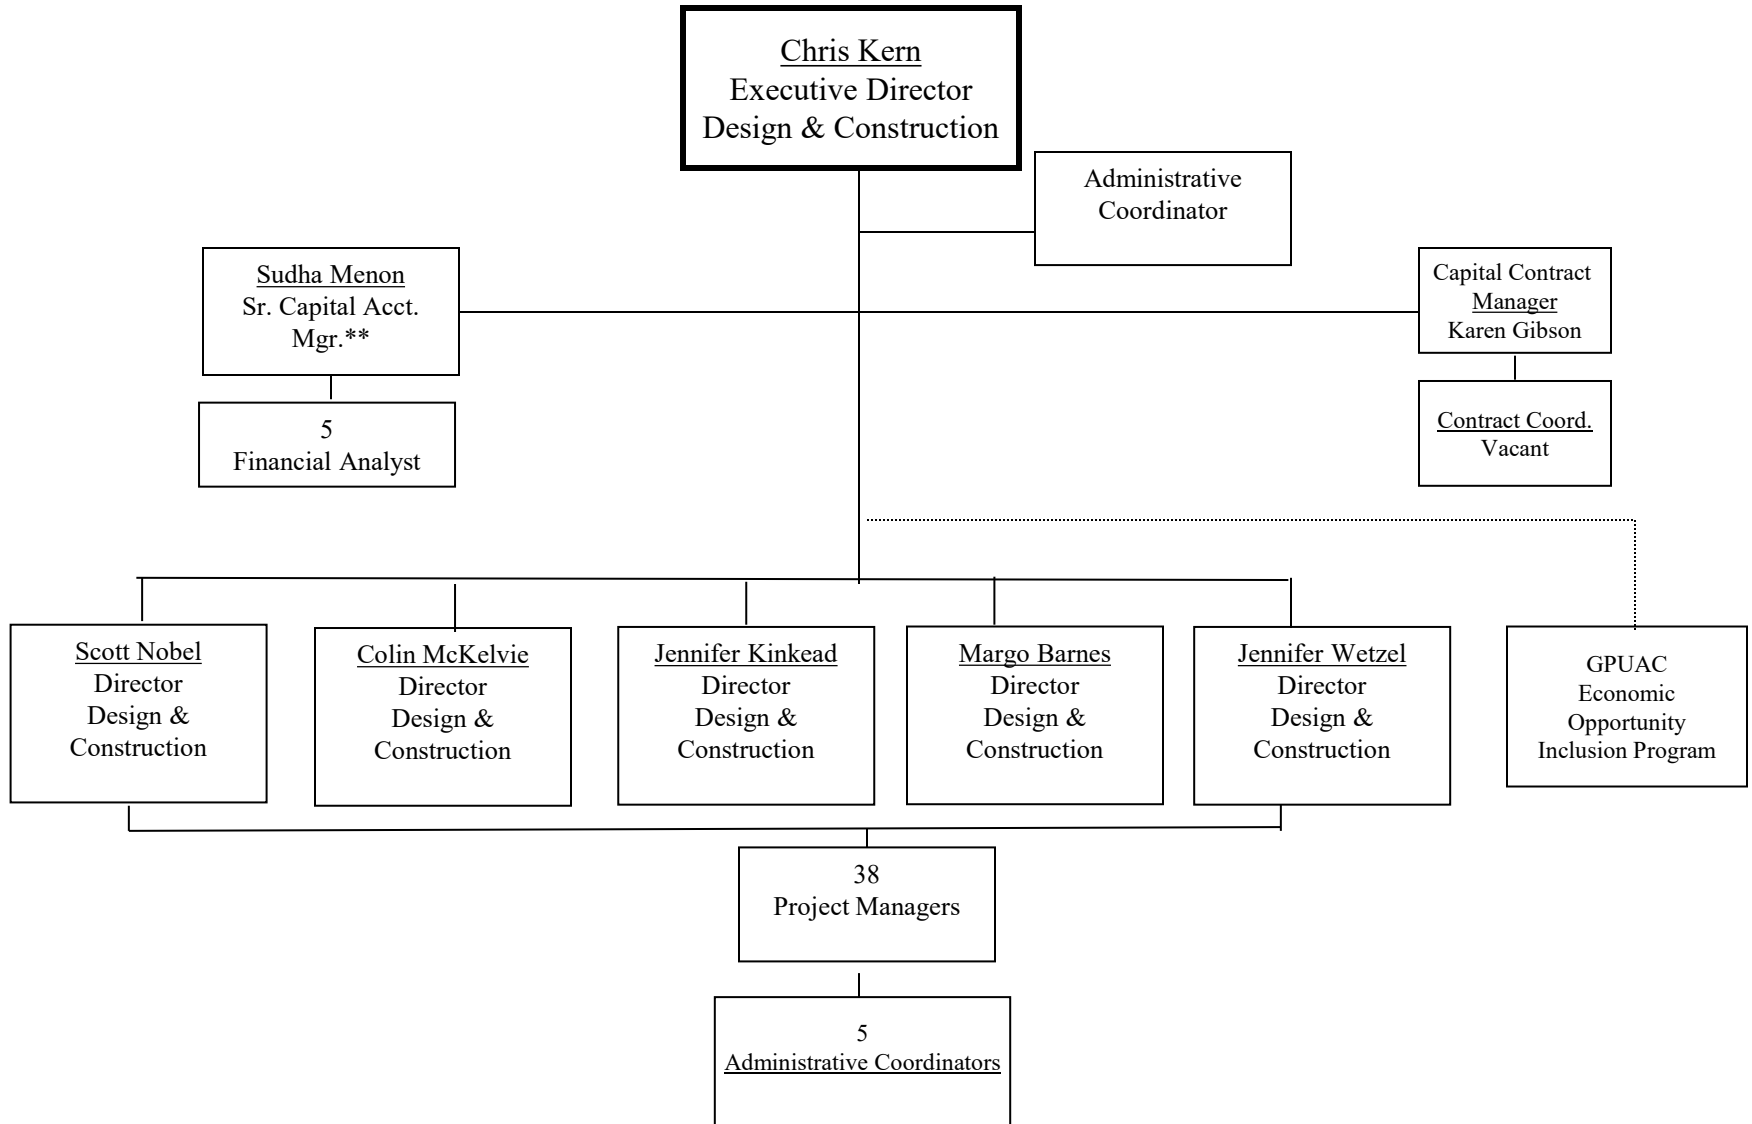 Chris Kern
Executive Director
Design & Construction
Administrative
Coordinator
Sudha Menon
Sr. Capital Acct.
Mgr.**
Capital Contract
Manager
Karen Gibson
5
Financial Analyst
Contract Coord.
Vacant
Scott Nobel
Director
Design &
Construction
Colin McKelvie
Director
Design &
Construction
Jennifer Kinkead
Director
Design &
Construction
Margo Barnes
Director
Design &
Construction
Jennifer Wetzel
Director
Design &
Construction
GPUAC
Economic
Opportunity
Inclusion Program
38
Project Managers
5
Administrative Coordinators